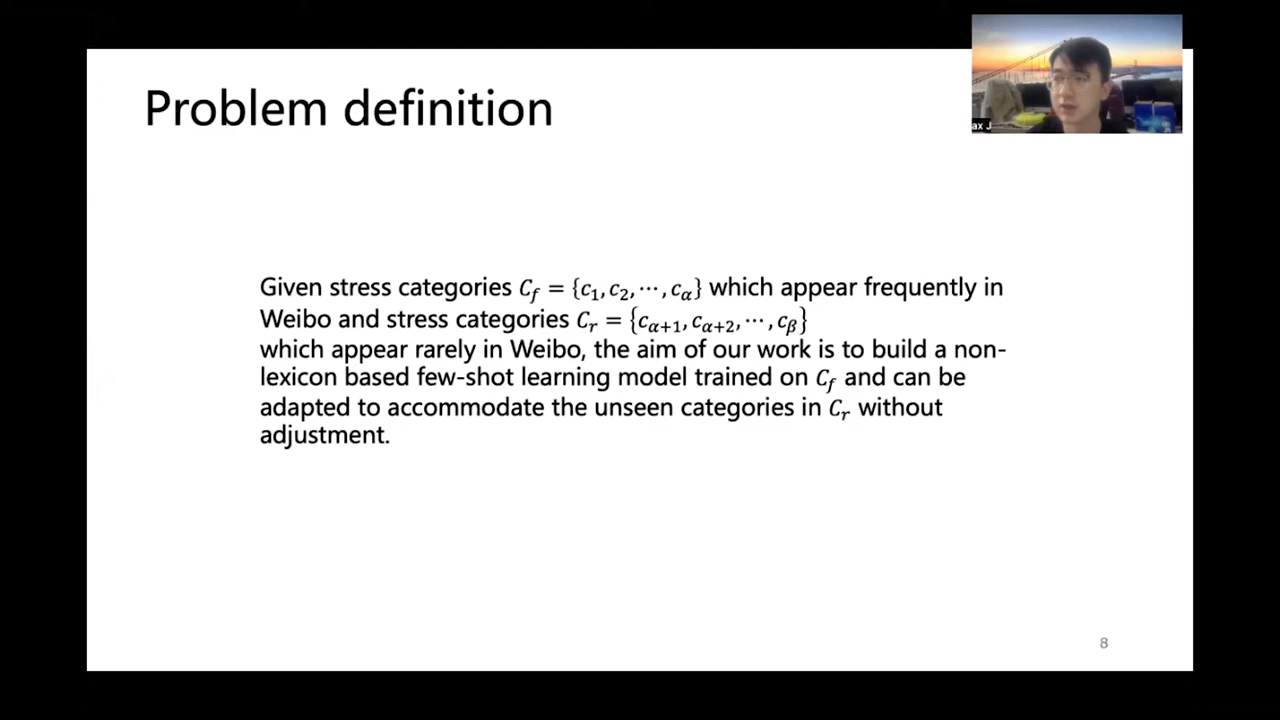 Problem definition
ax J
Given stress categories C_f = {c_1, c_2, ⋯, c_α} which appear frequently in
Weibo and stress categories C_r = {c_{α+1}, c_{α+2}, ⋯, c_β}
which appear rarely in Weibo, the aim of our work is to build a non-
lexicon based few-shot learning model trained on C_f and can be
adapted to accommodate the unseen categories in C_r without
adjustment.
8